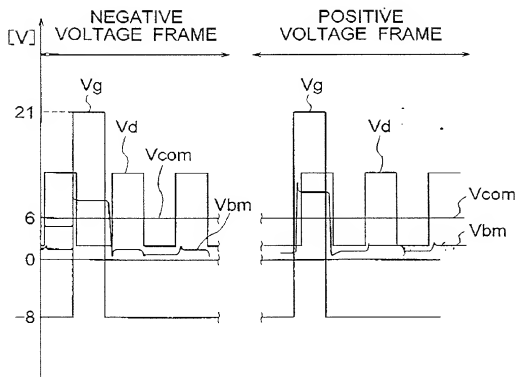 NEGATIVE
VOLTAGE FRAME
POSITIVE
VOLTAGE FRAME
[V]
Vg
Vg
21
Vd
Vd
Vcom
Vcom
6
Vbm
Vbm
0
-8